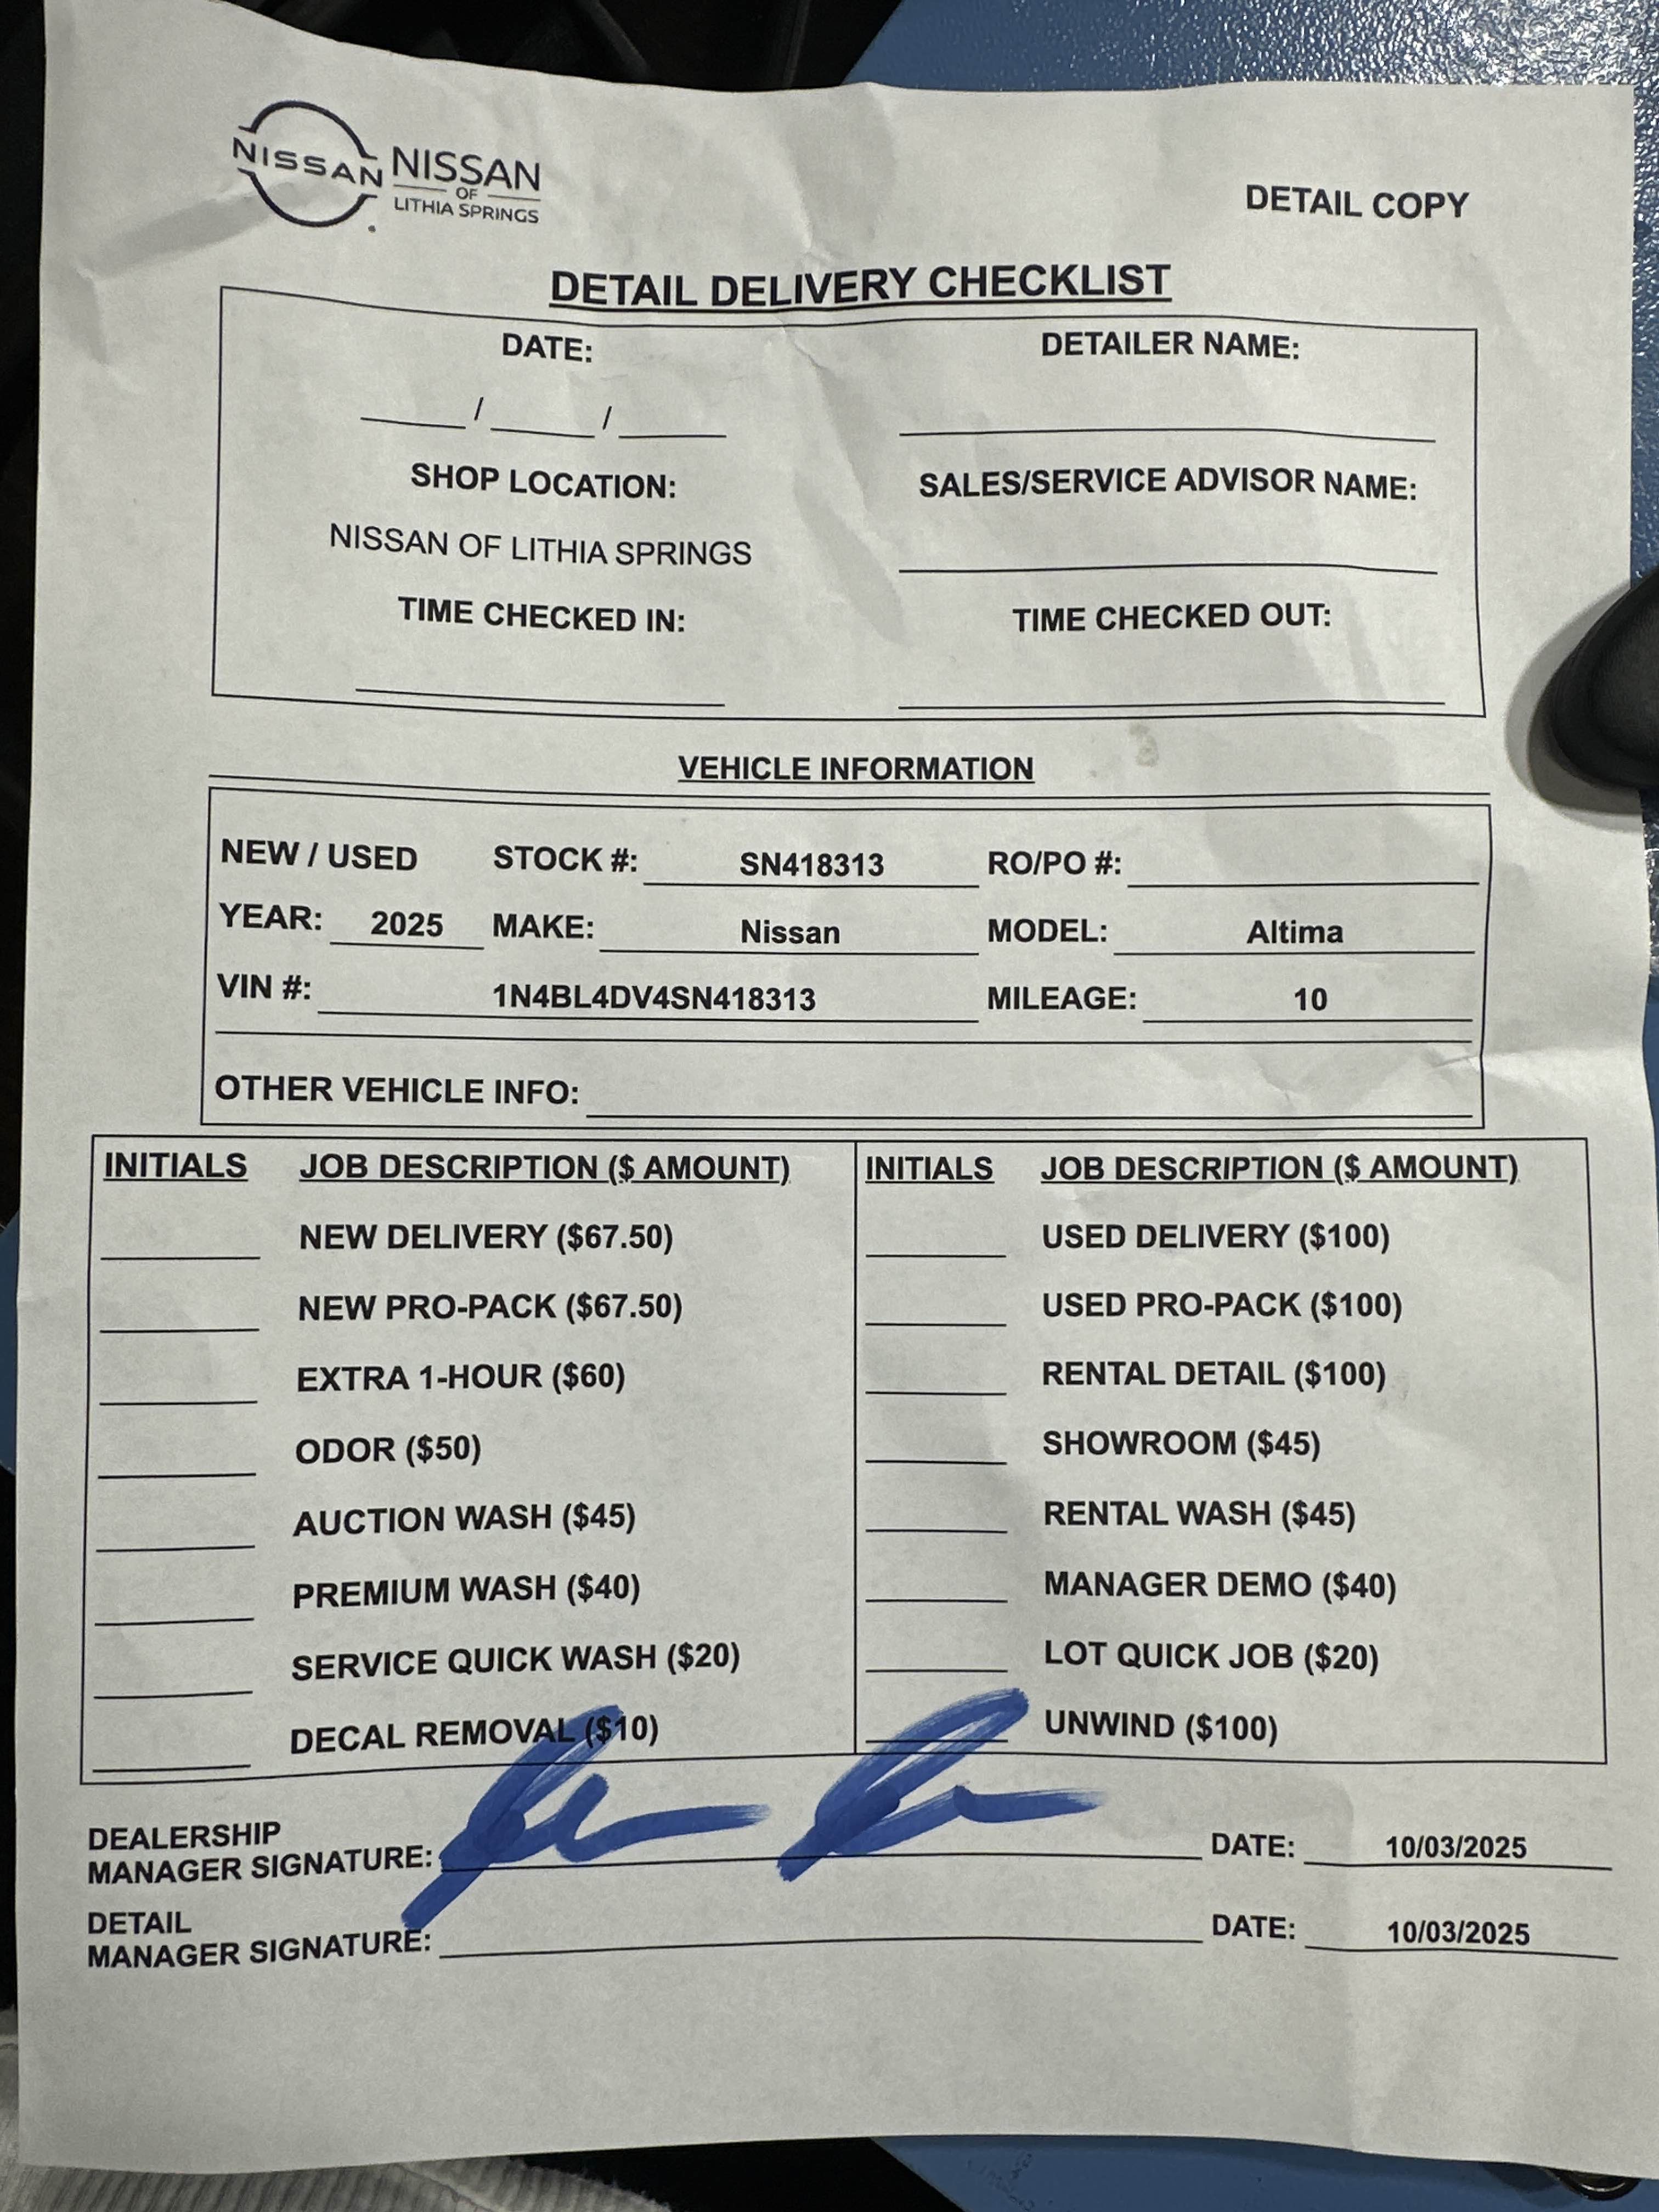 NISSAN NISSAN
OF
LITHIA SPRINGS
DETAIL COPY
DETAIL DELIVERY CHECKLIST
DATE: DETAILER NAME:
____ / ____ / ____
SHOP LOCATION: SALES/SERVICE ADVISOR NAME:
NISSAN OF LITHIA SPRINGS
TIME CHECKED IN: TIME CHECKED OUT:
VEHICLE INFORMATION
NEW / USED STOCK #: SN418313 RO/PO #:
YEAR: 2025 MAKE: Nissan MODEL: Altima
VIN #: 1N4BL4DV4SN418313 MILEAGE: 10
OTHER VEHICLE INFO:
INITIALS JOB DESCRIPTION ($ AMOUNT) INITIALS JOB DESCRIPTION ($ AMOUNT)
NEW DELIVERY ($67.50) USED DELIVERY ($100)
NEW PRO-PACK ($67.50) USED PRO-PACK ($100)
EXTRA 1-HOUR ($60) RENTAL DETAIL ($100)
ODOR ($50) SHOWROOM ($45)
AUCTION WASH ($45) RENTAL WASH ($45)
PREMIUM WASH ($40) MANAGER DEMO ($40)
SERVICE QUICK WASH ($20) LOT QUICK JOB ($20)
DECAL REMOVAL ($10) UNWIND ($100)
DEALERSHIP
MANAGER SIGNATURE: DATE: 10/03/2025
DETAIL
MANAGER SIGNATURE: DATE: 10/03/2025